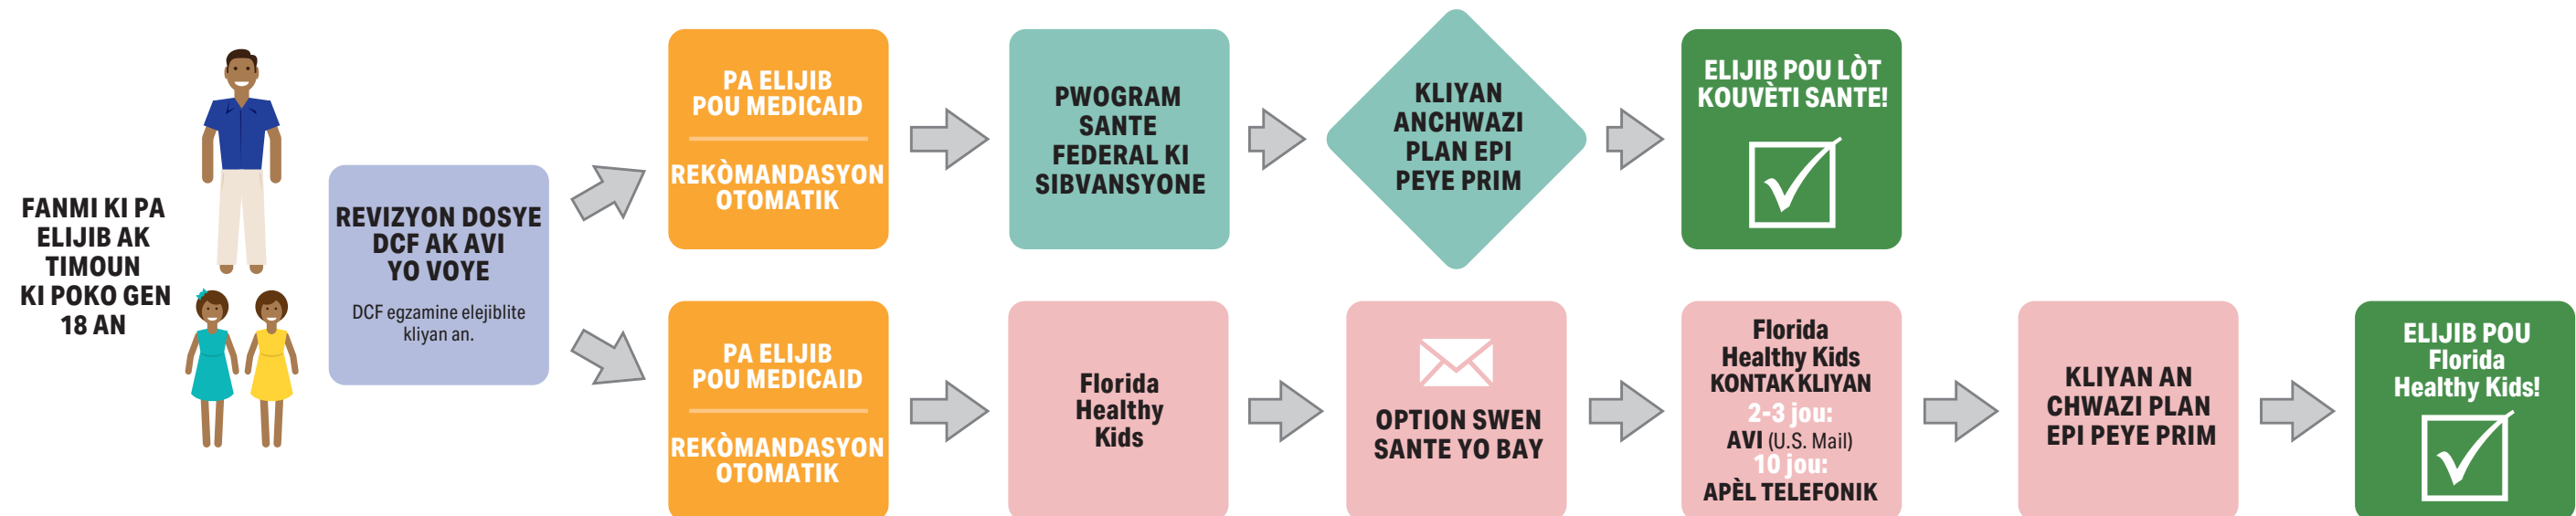 FANMI KI PA
ELIJIB AK
TIMOUN
KI POKO GEN
18 AN
REVIZYON DOSYE
DCF AK AVI
YO VOYE
DCF egzamine elejiblite
kliyan an.
PA ELIJIB
POU MEDICAID
REKÒMANDASYON
OTOMATIK
PWOGRAM
SANTE
FEDERAL KI
SIBVANSYONE
KLIYAN
ANCHWAZI
PLAN EPI
PEYE PRIM
ELIJIB POU LÒT
KOUVÈTI SANTE!
PA ELIJIB
POU MEDICAID
REKÒMANDASYON
OTOMATIK
Florida
Healthy
Kids
OPTION SWEN
SANTE YO BAY
Florida
Healthy Kids
KONTAK KLIYAN
2-3 jou:
AVI (U.S. Mail)
10 jou:
APÈL TELEFONIK
KLIYAN AN
CHWAZI PLAN
EPI PEYE PRIM
ELIJIB POU
Florida
Healthy Kids!